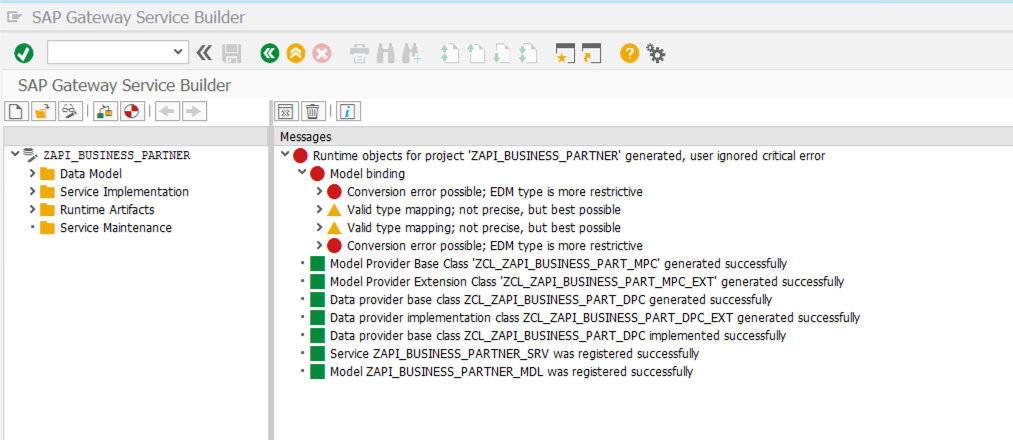 SAP Gateway Service Builder
SAP Gateway Service Builder
ZAPI_BUSINESS_PARTNER
Data Model
Service Implementation
Runtime Artifacts
Service Maintenance
Messages
Runtime objects for project 'ZAPI_BUSINESS_PARTNER' generated, user ignored critical error
Model binding
Conversion error possible; EDM type is more restrictive
Valid type mapping; not precise, but best possible
Valid type mapping; not precise, but best possible
Conversion error possible; EDM type is more restrictive
Model Provider Base Class 'ZCL_ZAPI_BUSINESS_PART_MPC' generated successfully
Model Provider Extension Class 'ZCL_ZAPI_BUSINESS_PART_MPC_EXT' generated successfully
Data provider base class ZCL_ZAPI_BUSINESS_PART_DPC generated successfully
Data provider implementation class ZCL_ZAPI_BUSINESS_PART_DPC_EXT generated successfully
Data provider base class ZCL_ZAPI_BUSINESS_PART_DPC implemented successfully
Service ZAPI_BUSINESS_PARTNER_SRV was registered successfully
Model ZAPI_BUSINESS_PARTNER_MDL was registered successfully